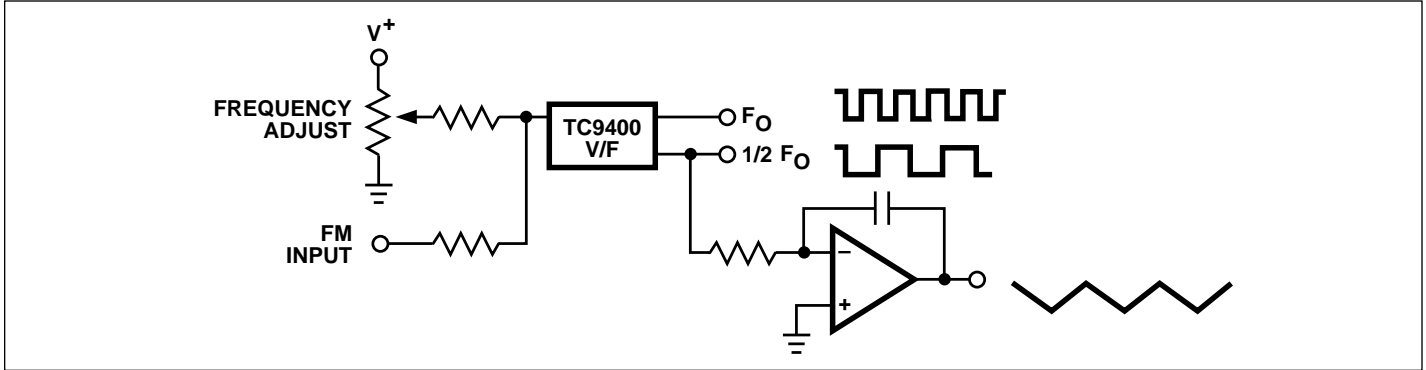 V+
FREQUENCY
ADJUST
TC9400
V/F
FO
1/2 FO
FM
INPUT
−
+